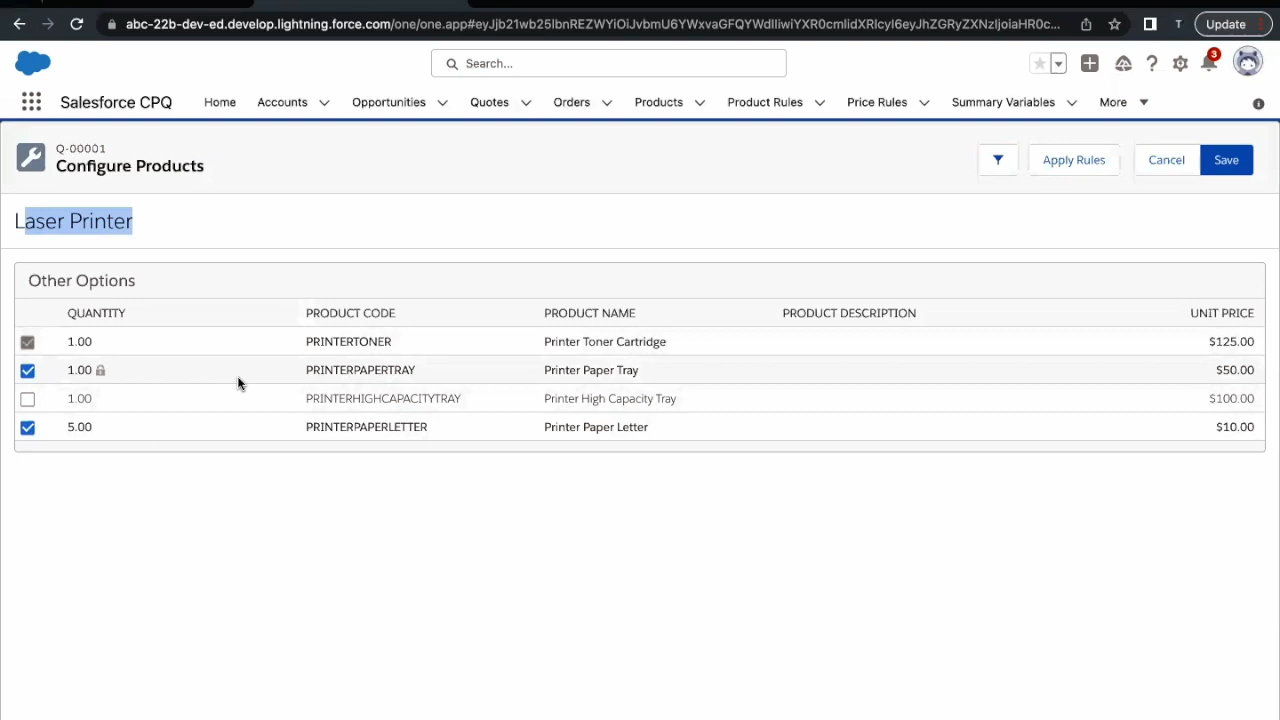 abc-22b-dev-ed.develop.lightning.force.com/one/one.app#eyJjb21wb25lbnREZWYiOiJvbmU6YWxvaGFQYWdlIiwiYXR0cmlidXRlcyI6eyJhZGRyZXNzIjoiaHR0c...
T
Update
Search...
3
Salesforce CPQ
Home
Accounts
Opportunities
Quotes
Orders
Products
Product Rules
Price Rules
Summary Variables
More
Q-00001
Configure Products
Apply Rules
Cancel
Save
Laser Printer
Other Options
QUANTITY PRODUCT CODE PRODUCT NAME PRODUCT DESCRIPTION UNIT PRICE
1.00 PRINTERTONER Printer Toner Cartridge $125.00
1.00 PRINTERPAPERTRAY Printer Paper Tray $50.00
1.00 PRINTERHIGHCAPACITYTRAY Printer High Capacity Tray $100.00
5.00 PRINTERPAPERLETTER Printer Paper Letter $10.00